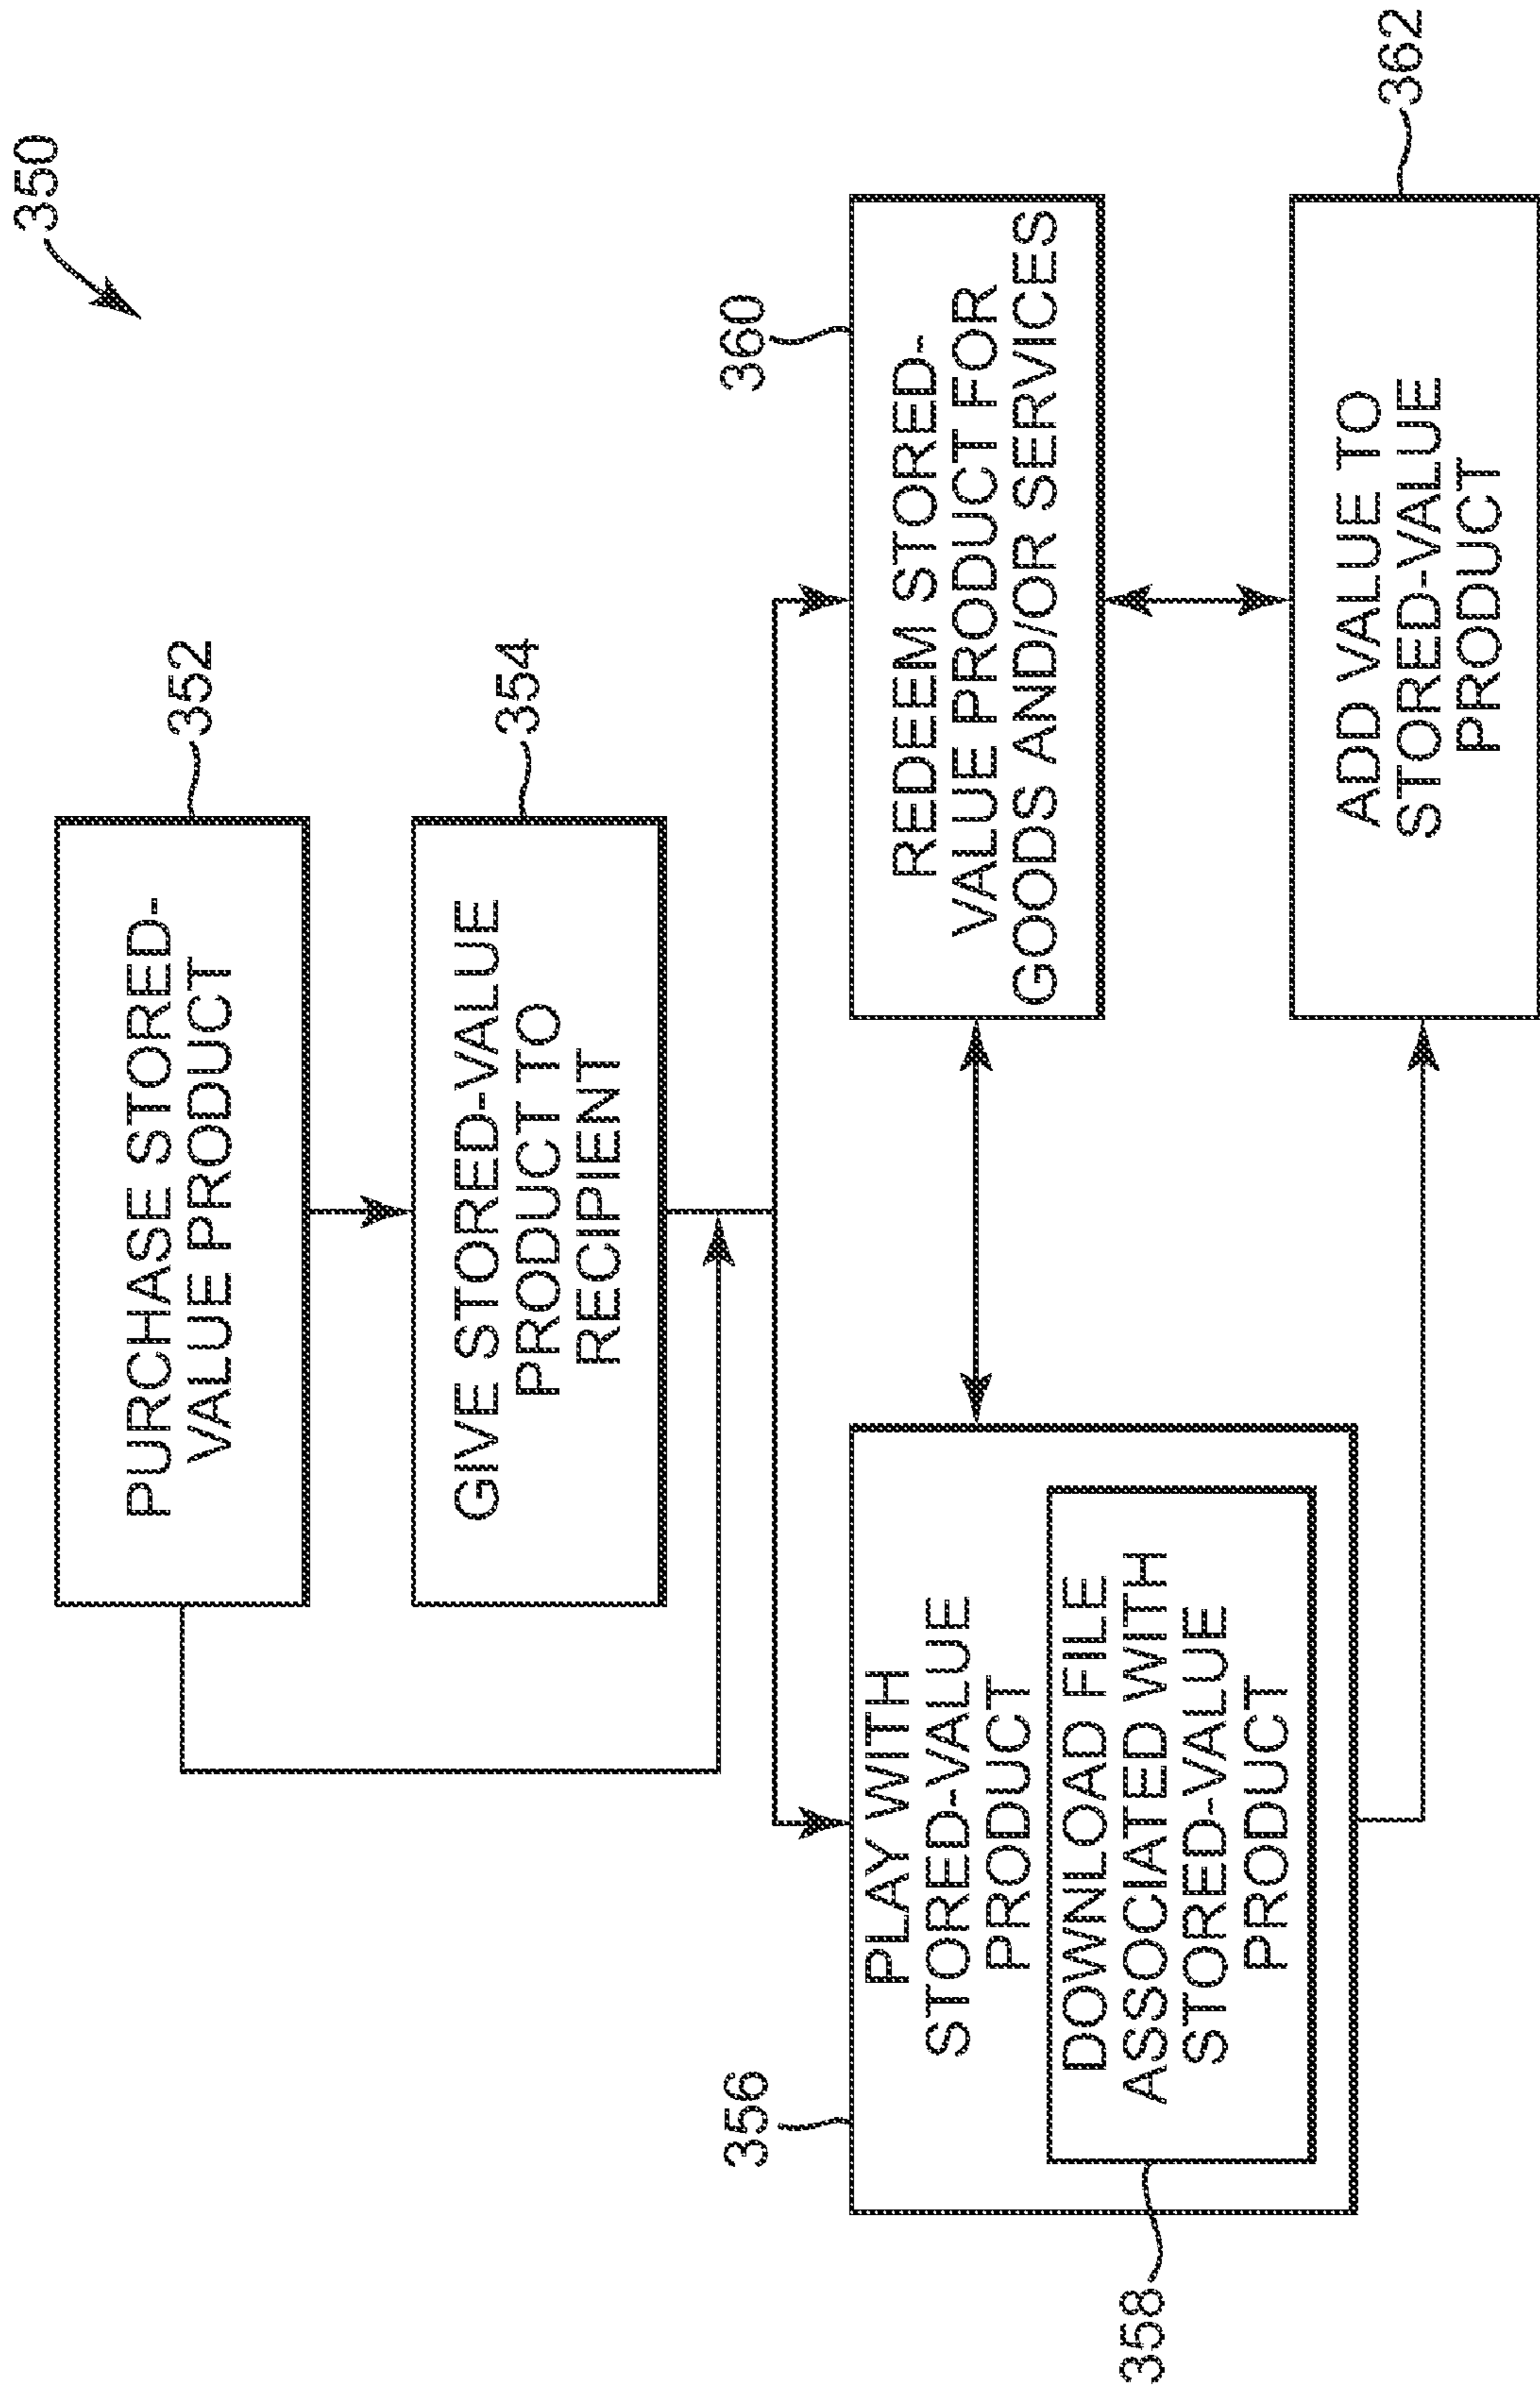 350
PURCHASE STORED-
VALUE PRODUCT
352
GIVE STORED-VALUE
PRODUCT TO
RECIPIENT
354
356
PLAY WITH
STORED-VALUE
PRODUCT
358
DOWNLOAD FILE
ASSOCIATED WITH
STORED-VALUE
PRODUCT
360
REDEEM STORED-
VALUE PRODUCT FOR
GOODS AND/OR SERVICES
ADD VALUE TO
STORED-VALUE
PRODUCT
362